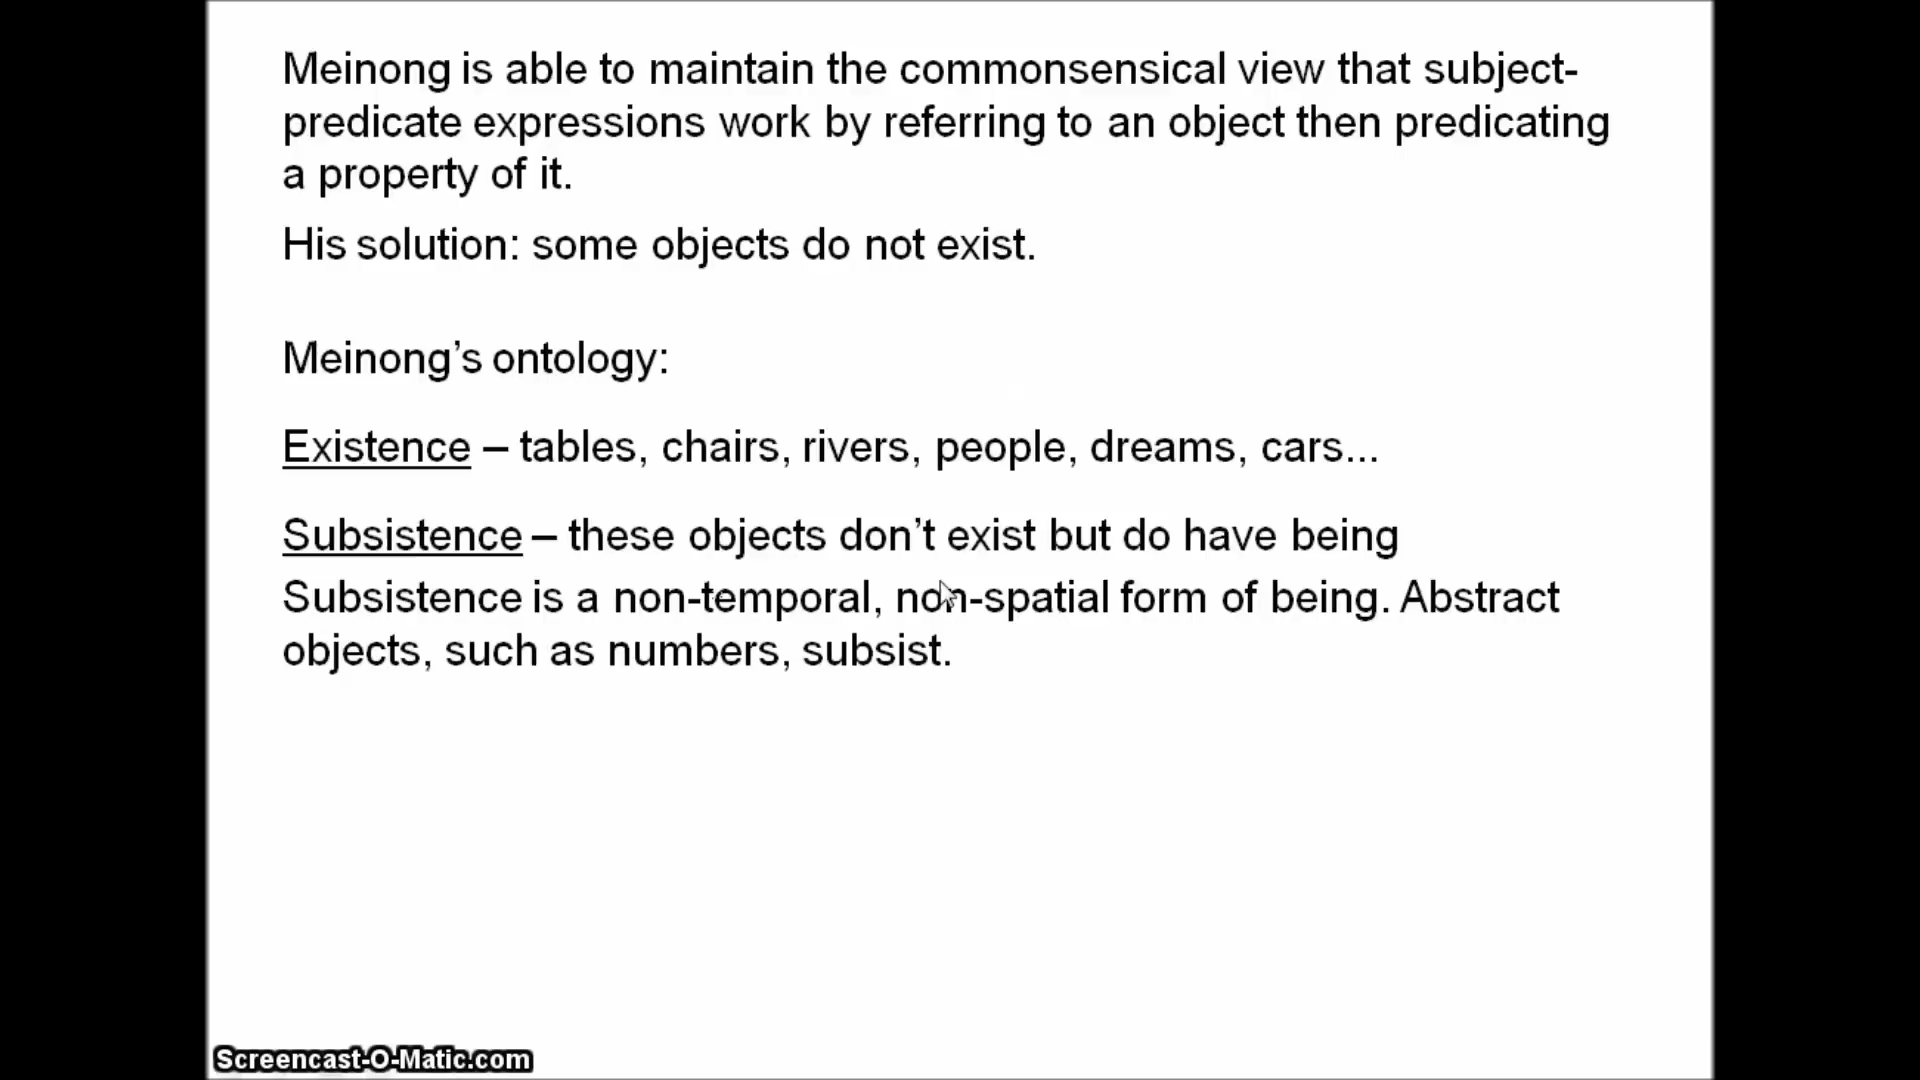 Meinong is able to maintain the commonsensical view that subject-
predicate expressions work by referring to an object then predicating
a property of it.
His solution: some objects do not exist.
Meinong’s ontology:
Existence – tables, chairs, rivers, people, dreams, cars...
Subsistence – these objects don’t exist but do have being
Subsistence is a non-temporal, non-spatial form of being. Abstract
objects, such as numbers, subsist.
Screencast-O-Matic.com